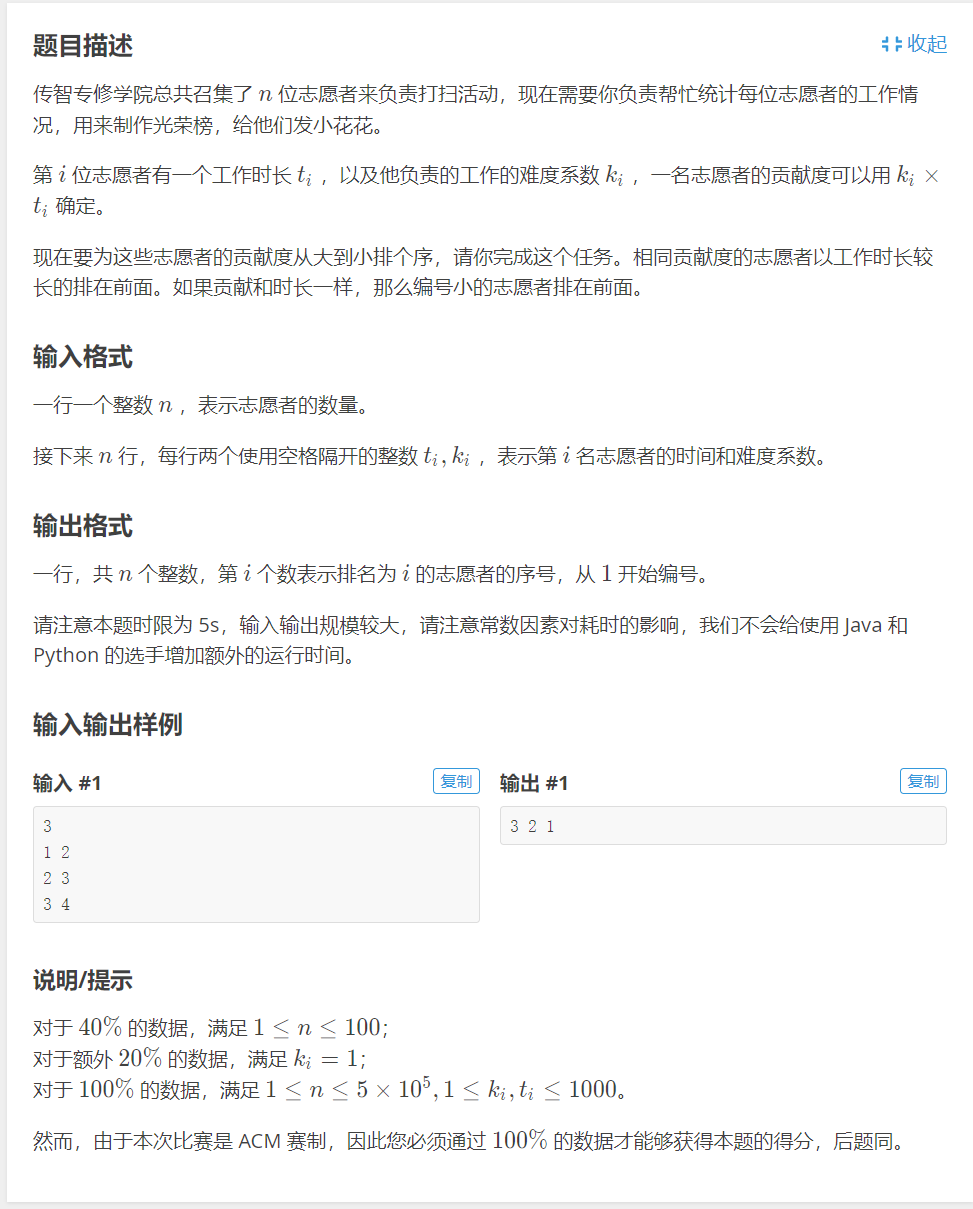 题目描述
收起
传智专修学院总共召集了 n 位志愿者来负责打扫活动，现在需要你负责帮忙统计每位志愿者的工作情
况，用来制作光荣榜，给他们发小花花。
第 i 位志愿者有一个工作时长 t_i ，以及他负责的工作的难度系数 k_i ，一名志愿者的贡献度可以用 k_i ×
t_i 确定。
现在要为这些志愿者的贡献度从大到小排个序，请你完成这个任务。相同贡献度的志愿者以工作时长较
长的排在前面。如果贡献和时长一样，那么编号小的志愿者排在前面。
输入格式
一行一个整数 n ，表示志愿者的数量。
接下来 n 行，每行两个使用空格隔开的整数 t_i, k_i ，表示第 i 名志愿者的时间和难度系数。
输出格式
一行，共 n 个整数，第 i 个数表示排名为 i 的志愿者的序号，从 1 开始编号。
请注意本题时限为 5s，输入输出规模较大，请注意常数因素对耗时的影响，我们不会给使用 Java 和
Python 的选手增加额外的运行时间。
输入输出样例
输入 #1
复制
3
1 2
2 3
3 4
输出 #1
复制
3 2 1
说明/提示
对于 40% 的数据，满足 1 ≤ n ≤ 100；
对于额外 20% 的数据，满足 k_i = 1；
对于 100% 的数据，满足 1 ≤ n ≤ 5 × 10^5, 1 ≤ k_i, t_i ≤ 1000。
然而，由于本次比赛是 ACM 赛制，因此您必须通过 100% 的数据才能够获得本题的得分，后题同。